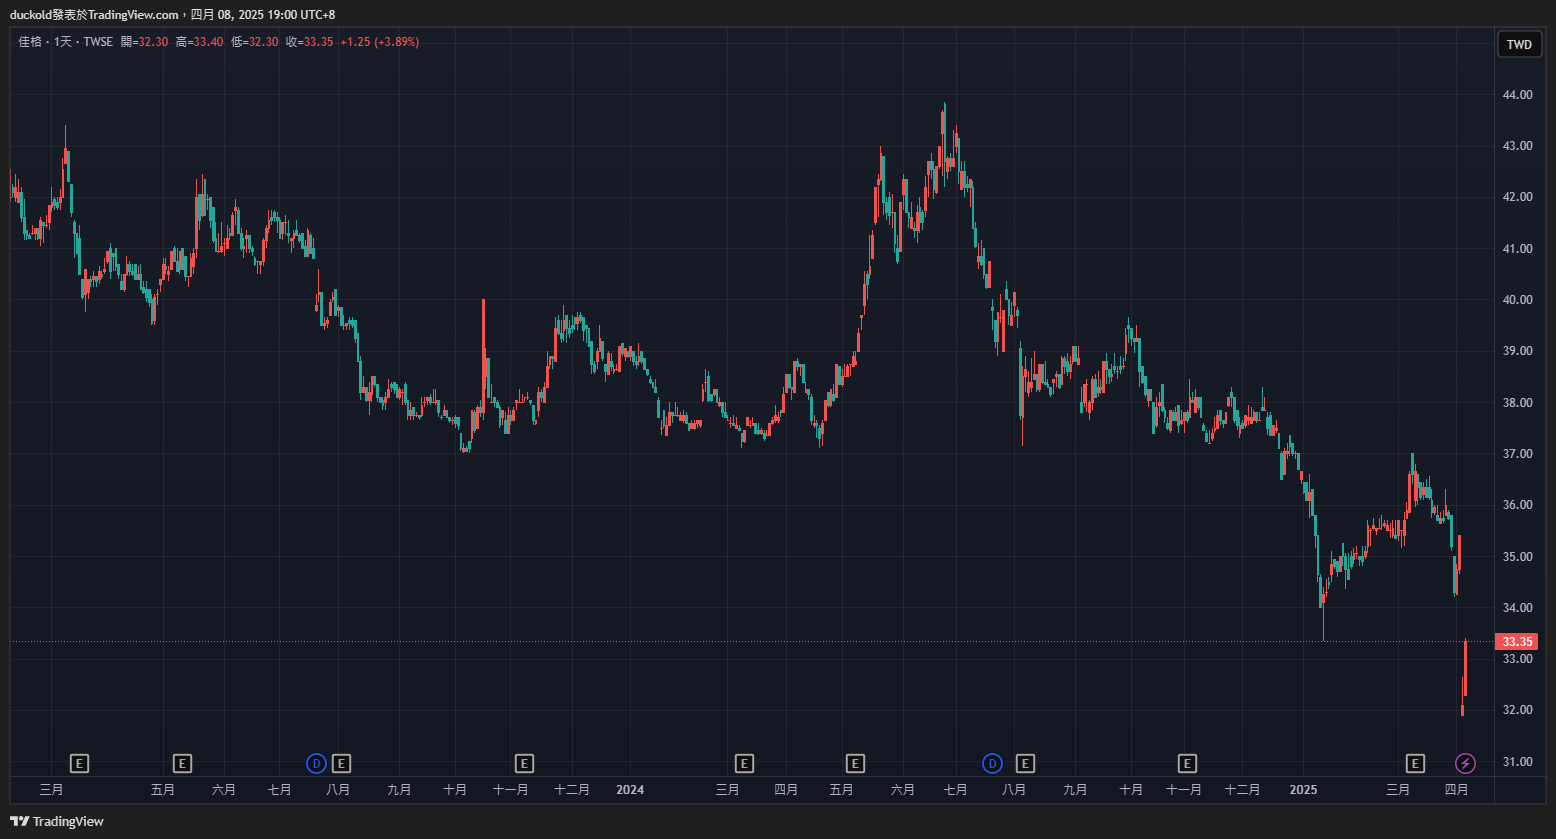 duckold發表於TradingView.com，四月 08, 2025 19:00 UTC+8
佳格 · 1天 · TWSE 開=32.30 高=33.40 低=32.30 收=33.35 +1.25 (+3.89%)
TWD
44.00
43.00
42.00
41.00
40.00
39.00
38.00
37.00
36.00
35.00
34.00
33.35
33.00
32.00
31.00
E E D E E E E D E E E
三月 五月 六月 七月 八月 九月 十月 十一月 十二月 2024 三月 四月 五月 六月 七月 八月 九月 十月 十一月 十二月 2025 三月 四月
TradingView